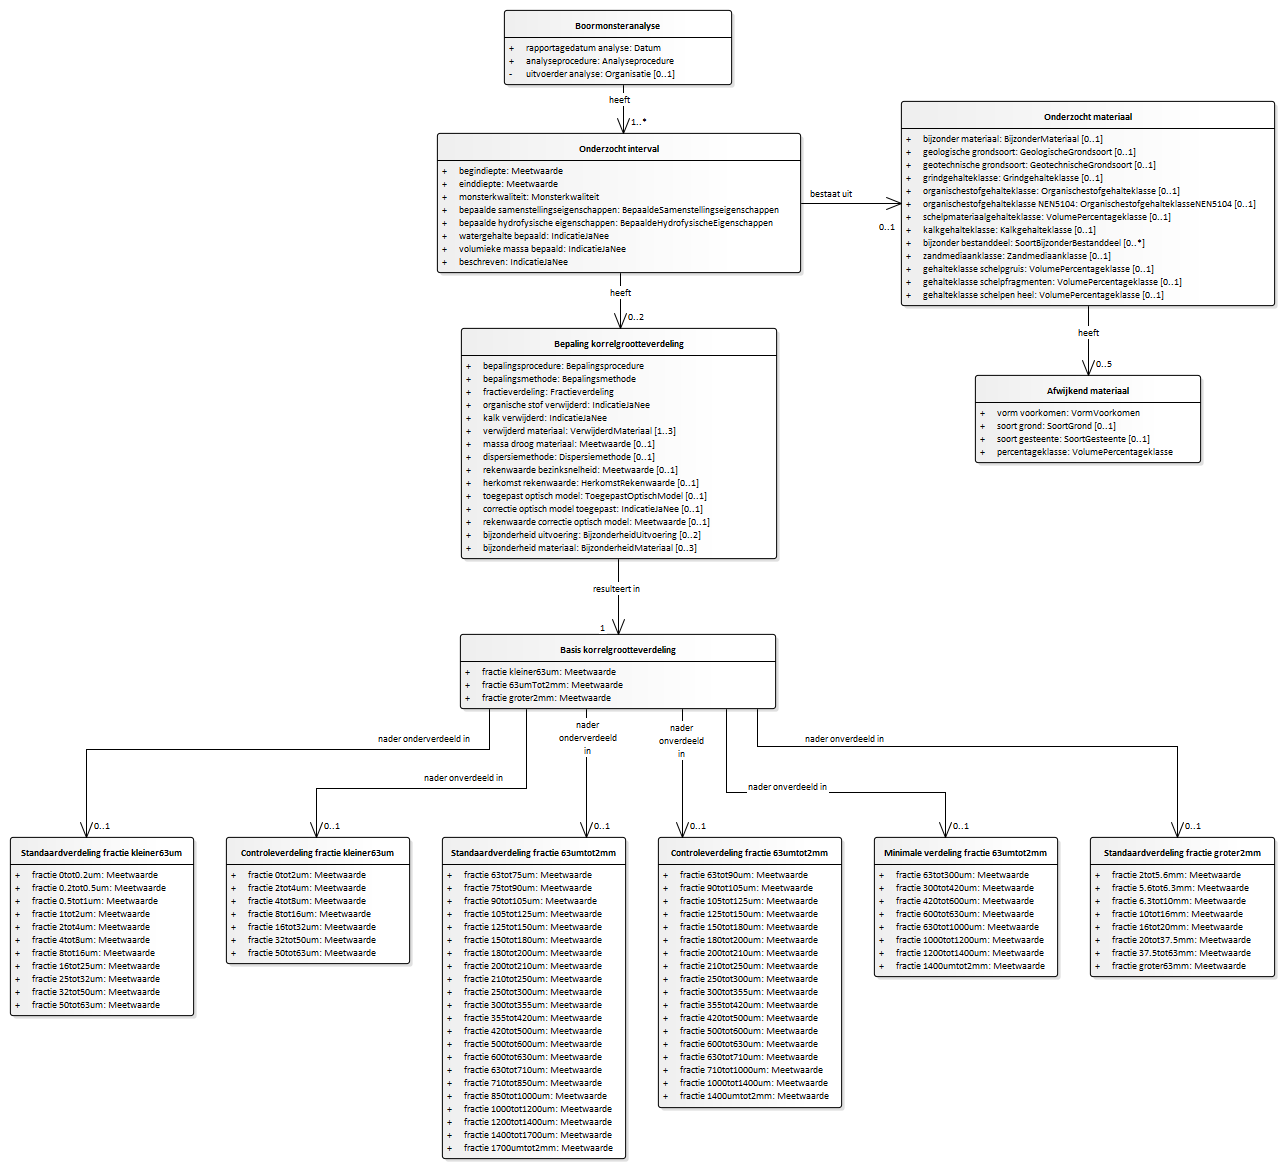 Boormonsteranalyse
+ rapportagedatum analyse: Datum
+ analyseprocedure: Analyseprocedure
- uitvoerder analyse: Organisatie [0..1]
heeft
1..*
Onderzocht interval
+ begindiepte: Meetwaarde
+ einddiepte: Meetwaarde
+ monsterkwaliteit: Monsterkwaliteit
+ bepaalde samenstellingseigenschappen: BepaaldeSamenstellingseigenschappen
+ bepaalde hydrofysische eigenschappen: BepaaldeHydrofysischeEigenschappen
+ watergehalte bepaald: IndicatieJaNee
+ volumieke massa bepaald: IndicatieJaNee
+ beschreven: IndicatieJaNee
bestaat uit
0..1
Onderzocht materiaal
+ bijzonder materiaal: BijzonderMateriaal [0..1]
+ geologische grondsoort: GeologischeGrondsoort [0..1]
+ geotechnische grondsoort: GeotechnischeGrondsoort [0..1]
+ grindgehalteklasse: Grindgehalteklasse [0..1]
+ organischestofgehalteklasse: Organischestofgehalteklasse [0..1]
+ organischestofgehalteklasse NEN5104: OrganischestofgehalteklasseNEN5104 [0..1]
+ schelpmateriaalgehalteklasse: VolumePercentageklasse [0..1]
+ kalkgehalteklasse: Kalkgehalteklasse [0..1]
+ bijzonder bestanddeel: SoortBijzonderBestanddeel [0..*]
+ zandmediaanklasse: Zandmediaanklasse [0..1]
+ gehalteklasse schelpgruis: VolumePercentageklasse [0..1]
+ gehalteklasse schelpfragmenten: VolumePercentageklasse [0..1]
+ gehalteklasse schelpen heel: VolumePercentageklasse [0..1]
heeft
0..5
Afwijkend materiaal
+ vorm voorkomen: VormVoorkomen
+ soort grond: SoortGrond [0..1]
+ soort gesteente: SoortGesteente [0..1]
+ percentageklasse: VolumePercentageklasse
heeft
0..2
Bepaling korrelgrootteverdeling
+ bepalingsprocedure: Bepalingsprocedure
+ bepalingsmethode: Bepalingsmethode
+ fractieverdeling: Fractieverdeling
+ organische stof verwijderd: IndicatieJaNee
+ kalk verwijderd: IndicatieJaNee
+ verwijderd materiaal: VerwijderdMateriaal [1..3]
+ massa droog materiaal: Meetwaarde [0..1]
+ dispersiemethode: Dispersiemethode [0..1]
+ rekenwaarde bezinksnelheid: Meetwaarde [0..1]
+ herkomst rekenwaarde: HerkomstRekenwaarde [0..1]
+ toegepast optisch model: ToegepastOptischModel [0..1]
+ correctie optisch model toegepast: IndicatieJaNee [0..1]
+ rekenwaarde correctie optisch model: Meetwaarde [0..1]
+ bijzonderheid uitvoering: BijzonderheidUitvoering [0..2]
+ bijzonderheid materiaal: BijzonderheidMateriaal [0..3]
resulteert in
1
Basis korrelgrootteverdeling
+ fractie kleiner63um: Meetwaarde
+ fractie 63umTot2mm: Meetwaarde
+ fractie groter2mm: Meetwaarde
nader onderverdeeld in
0..1
nader onverdeeld in
0..1
nader
onderverdeeld
in
0..1
nader
onverdeeld
in
0..1
nader onverdeeld in
0..1
nader onverdeeld in
0..1
Standaardverdeling fractie kleiner63um
+ fractie 0tot0.2um: Meetwaarde
+ fractie 0.2tot0.5um: Meetwaarde
+ fractie 0.5tot1um: Meetwaarde
+ fractie 1tot2um: Meetwaarde
+ fractie 2tot4um: Meetwaarde
+ fractie 4tot8um: Meetwaarde
+ fractie 8tot16um: Meetwaarde
+ fractie 16tot25um: Meetwaarde
+ fractie 25tot32um: Meetwaarde
+ fractie 32tot50um: Meetwaarde
+ fractie 50tot63um: Meetwaarde
Controleverdeling fractie kleiner63um
+ fractie 0tot2um: Meetwaarde
+ fractie 2tot4um: Meetwaarde
+ fractie 4tot8um: Meetwaarde
+ fractie 8tot16um: Meetwaarde
+ fractie 16tot32um: Meetwaarde
+ fractie 32tot50um: Meetwaarde
+ fractie 50tot63um: Meetwaarde
Standaardverdeling fractie 63umtot2mm
+ fractie 63tot75um: Meetwaarde
+ fractie 75tot90um: Meetwaarde
+ fractie 90tot105um: Meetwaarde
+ fractie 105tot125um: Meetwaarde
+ fractie 125tot150um: Meetwaarde
+ fractie 150tot180um: Meetwaarde
+ fractie 180tot200um: Meetwaarde
+ fractie 200tot210um: Meetwaarde
+ fractie 210tot250um: Meetwaarde
+ fractie 250tot300um: Meetwaarde
+ fractie 300tot355um: Meetwaarde
+ fractie 355tot420um: Meetwaarde
+ fractie 420tot500um: Meetwaarde
+ fractie 500tot600um: Meetwaarde
+ fractie 600tot630um: Meetwaarde
+ fractie 630tot710um: Meetwaarde
+ fractie 710tot850um: Meetwaarde
+ fractie 850tot1000um: Meetwaarde
+ fractie 1000tot1200um: Meetwaarde
+ fractie 1200tot1400um: Meetwaarde
+ fractie 1400tot1700um: Meetwaarde
+ fractie 1700umtot2mm: Meetwaarde
Controleverdeling fractie 63umtot2mm
+ fractie 63tot90um: Meetwaarde
+ fractie 90tot105um: Meetwaarde
+ fractie 105tot125um: Meetwaarde
+ fractie 125tot150um: Meetwaarde
+ fractie 150tot180um: Meetwaarde
+ fractie 180tot200um: Meetwaarde
+ fractie 200tot210um: Meetwaarde
+ fractie 210tot250um: Meetwaarde
+ fractie 250tot300um: Meetwaarde
+ fractie 300tot355um: Meetwaarde
+ fractie 355tot420um: Meetwaarde
+ fractie 420tot500um: Meetwaarde
+ fractie 500tot600um: Meetwaarde
+ fractie 600tot630um: Meetwaarde
+ fractie 630tot710um: Meetwaarde
+ fractie 710tot1000um: Meetwaarde
+ fractie 1000tot1400um: Meetwaarde
+ fractie 1400umtot2mm: Meetwaarde
Minimale verdeling fractie 63umtot2mm
+ fractie 63tot300um: Meetwaarde
+ fractie 300tot420um: Meetwaarde
+ fractie 420tot600um: Meetwaarde
+ fractie 600tot630um: Meetwaarde
+ fractie 630tot1000um: Meetwaarde
+ fractie 1000tot1200um: Meetwaarde
+ fractie 1200tot1400um: Meetwaarde
+ fractie 1400umtot2mm: Meetwaarde
Standaardverdeling fractie groter2mm
+ fractie 2tot5.6mm: Meetwaarde
+ fractie 5.6tot6.3mm: Meetwaarde
+ fractie 6.3tot10mm: Meetwaarde
+ fractie 10tot16mm: Meetwaarde
+ fractie 16tot20mm: Meetwaarde
+ fractie 20tot37.5mm: Meetwaarde
+ fractie 37.5tot63mm: Meetwaarde
+ fractie groter63mm: Meetwaarde